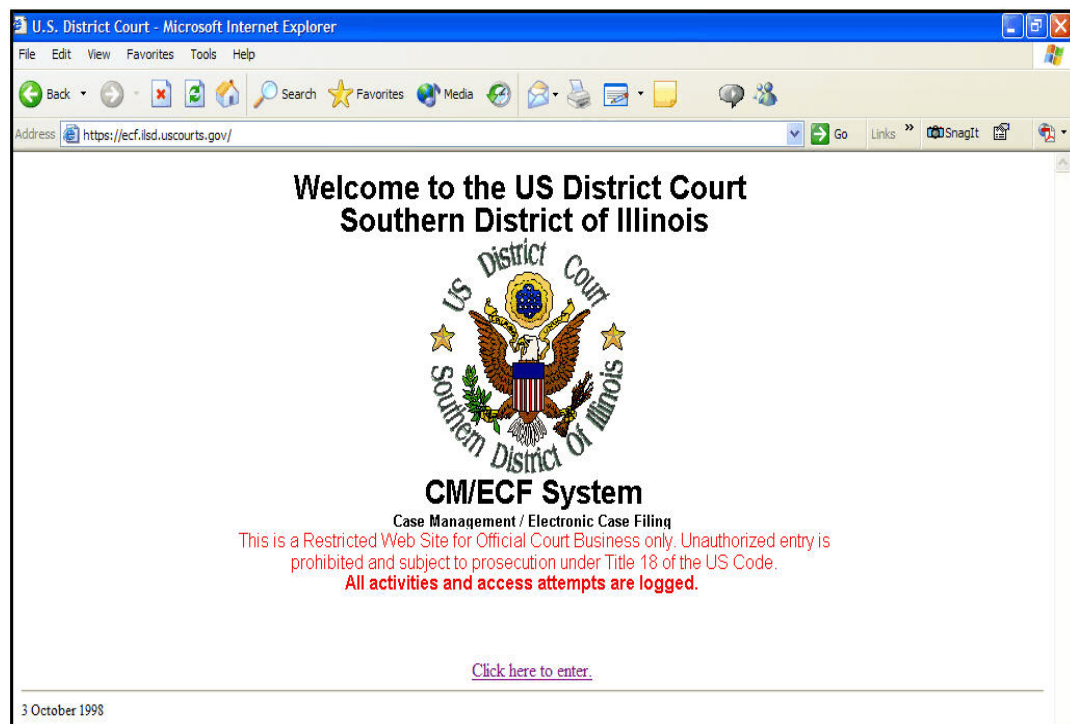 U.S. District Court - Microsoft Internet Explorer
File Edit View Favorites Tools Help
Back Search Favorites Media
Address https://ecf.ilsd.uscourts.gov/ Go Links » SnagIt
Welcome to the US District Court
Southern District of Illinois
US District Court
Southern District Of Illinois
CM/ECF System
Case Management / Electronic Case Filing
This is a Restricted Web Site for Official Court Business only. Unauthorized entry is
prohibited and subject to prosecution under Title 18 of the US Code.
All activities and access attempts are logged.
Click here to enter.
3 October 1998